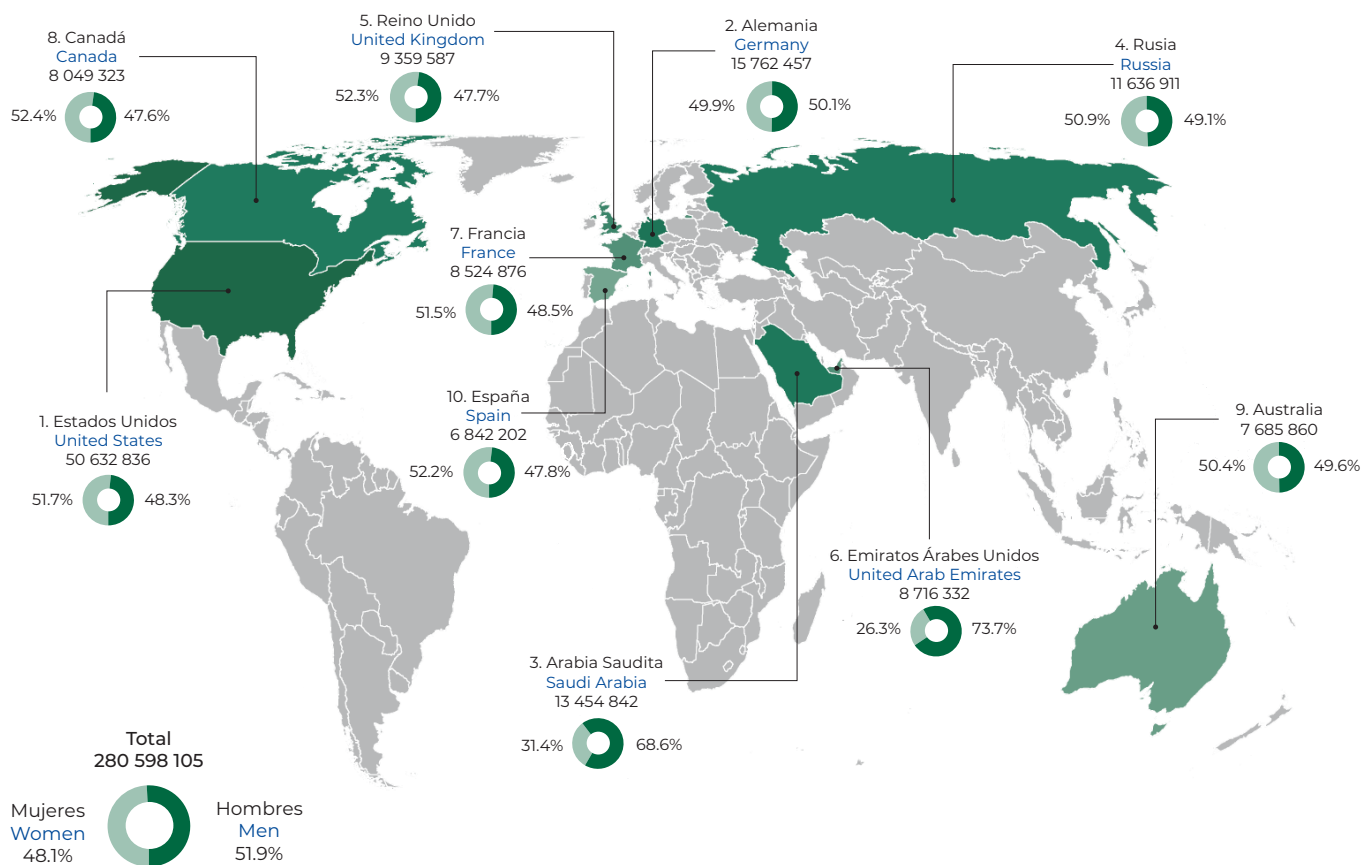 8. Canadá
Canada
8 049 323
52.4%
47.6%
5. Reino Unido
United Kingdom
9 359 587
52.3%
47.7%
2. Alemania
Germany
15 762 457
49.9%
50.1%
4. Rusia
Russia
11 636 911
50.9%
49.1%
7. Francia
France
8 524 876
51.5%
48.5%
10. España
Spain
6 842 202
52.2%
47.8%
1. Estados Unidos
United States
50 632 836
51.7%
48.3%
9. Australia
7 685 860
50.4%
49.6%
6. Emiratos Árabes Unidos
United Arab Emirates
8 716 332
26.3%
73.7%
3. Arabia Saudita
Saudi Arabia
13 454 842
31.4%
68.6%
Total
280 598 105
Mujeres
Women
48.1%
Hombres
Men
51.9%